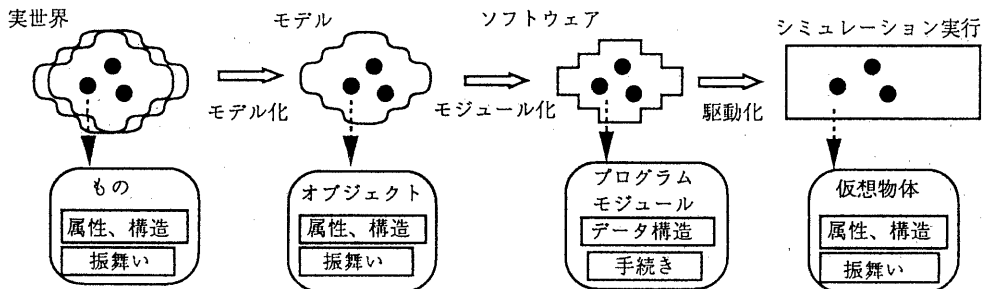 実世界
モデル
ソフトウェア
シミュレーション実行
モデル化
モジュール化
駆動化
もの
属性、構造
振舞い
オブジェクト
属性、構造
振舞い
プログラム
モジュール
データ構造
手続き
仮想物体
属性、構造
振舞い